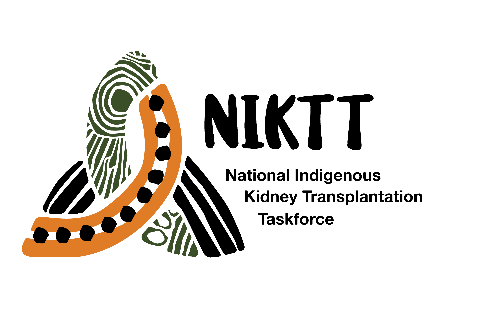 NIKTT
National Indigenous
Kidney Transplantation
Taskforce